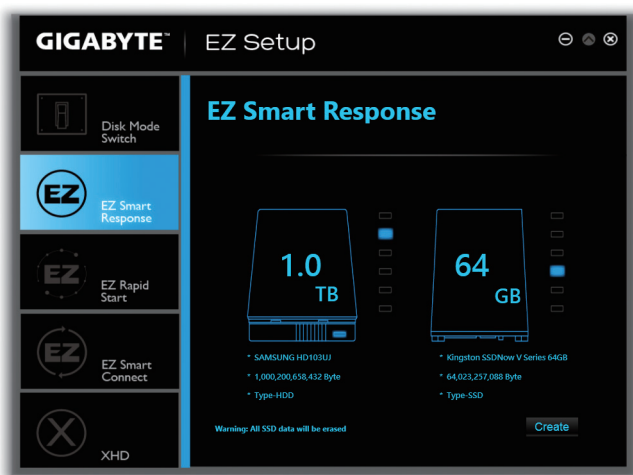 GIGABYTE™ EZ Setup
Disk Mode
Switch
EZ
EZ Smart
Response
EZ
EZ Rapid
Start
EZ
EZ Smart
Connect
X
XHD
EZ Smart Response
1.0
TB
* SAMSUNG HD103UJ
* 1,000,200,658,432 Byte
* Type-HDD
64
GB
* Kingston SSDNow V Series 64GB
* 64,023,257,088 Byte
* Type-SSD
Warning: All SSD data will be erased
Create